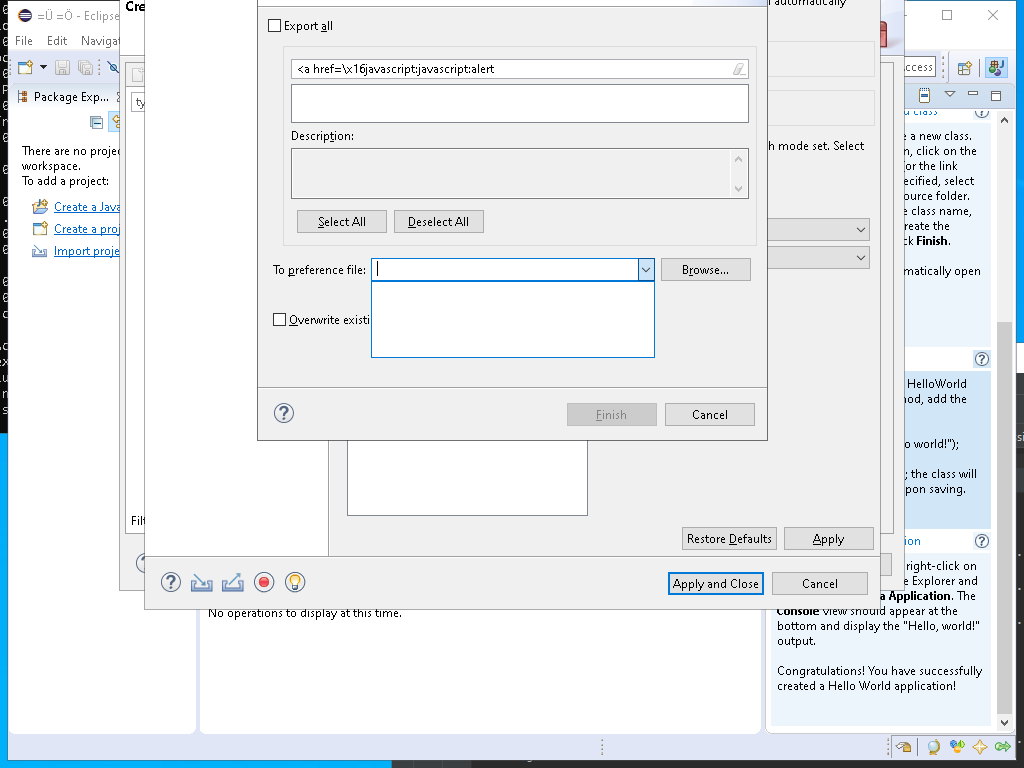 Cre
=Ü =Ö - Eclipse
File Edit Navigat
Package Exp...
There are no proje
workspace.
To add a project:
Create a Java
Create a proj
Import proje
ty
Filt
Export all
<a href=\x16javascript:javascript:alert
Description:
Select All
Deselect All
To preference file:
Browse...
Overwrite existi
Finish
Cancel
automatically
h mode set. Select
Restore Defaults
Apply
Apply and Close
Cancel
No operations to display at this time.
ccess
e a new class.
n, click on the
or the link
ecified, select
ource folder.
e class name,
reate the
ck Finish.
matically open
HelloWorld
nod, add the
o world!");
; the class will
pon saving.
ion
right-click on
e Explorer and
a Application. The
Console view should appear at the
bottom and display the "Hello, world!"
output.
Congratulations! You have successfully
created a Hello World application!